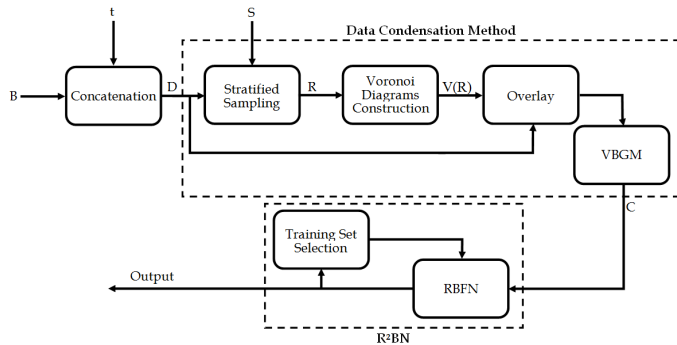 t
S
Data Condensation Method
B
Concatenation
D
Stratified
Sampling
R
Voronoi
Diagrams
Construction
V(R)
Overlay
VBGM
C
Training Set
Selection
RBFN
Output
R²BN